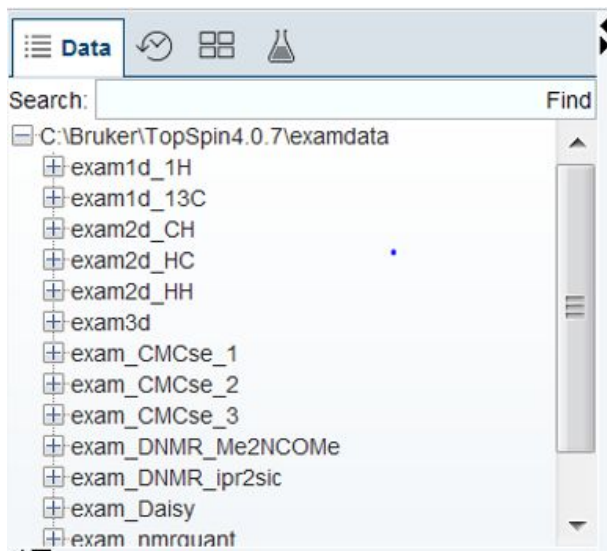 Data
Search: Find
C:\Bruker\TopSpin4.0.7\examdata
exam1d_1H
exam1d_13C
exam2d_CH
exam2d_HC
exam2d_HH
exam3d
exam_CMCse_1
exam_CMCse_2
exam_CMCse_3
exam_DNMR_Me2NCOMe
exam_DNMR_ipr2sic
exam_Daisy
exam_nmrquant